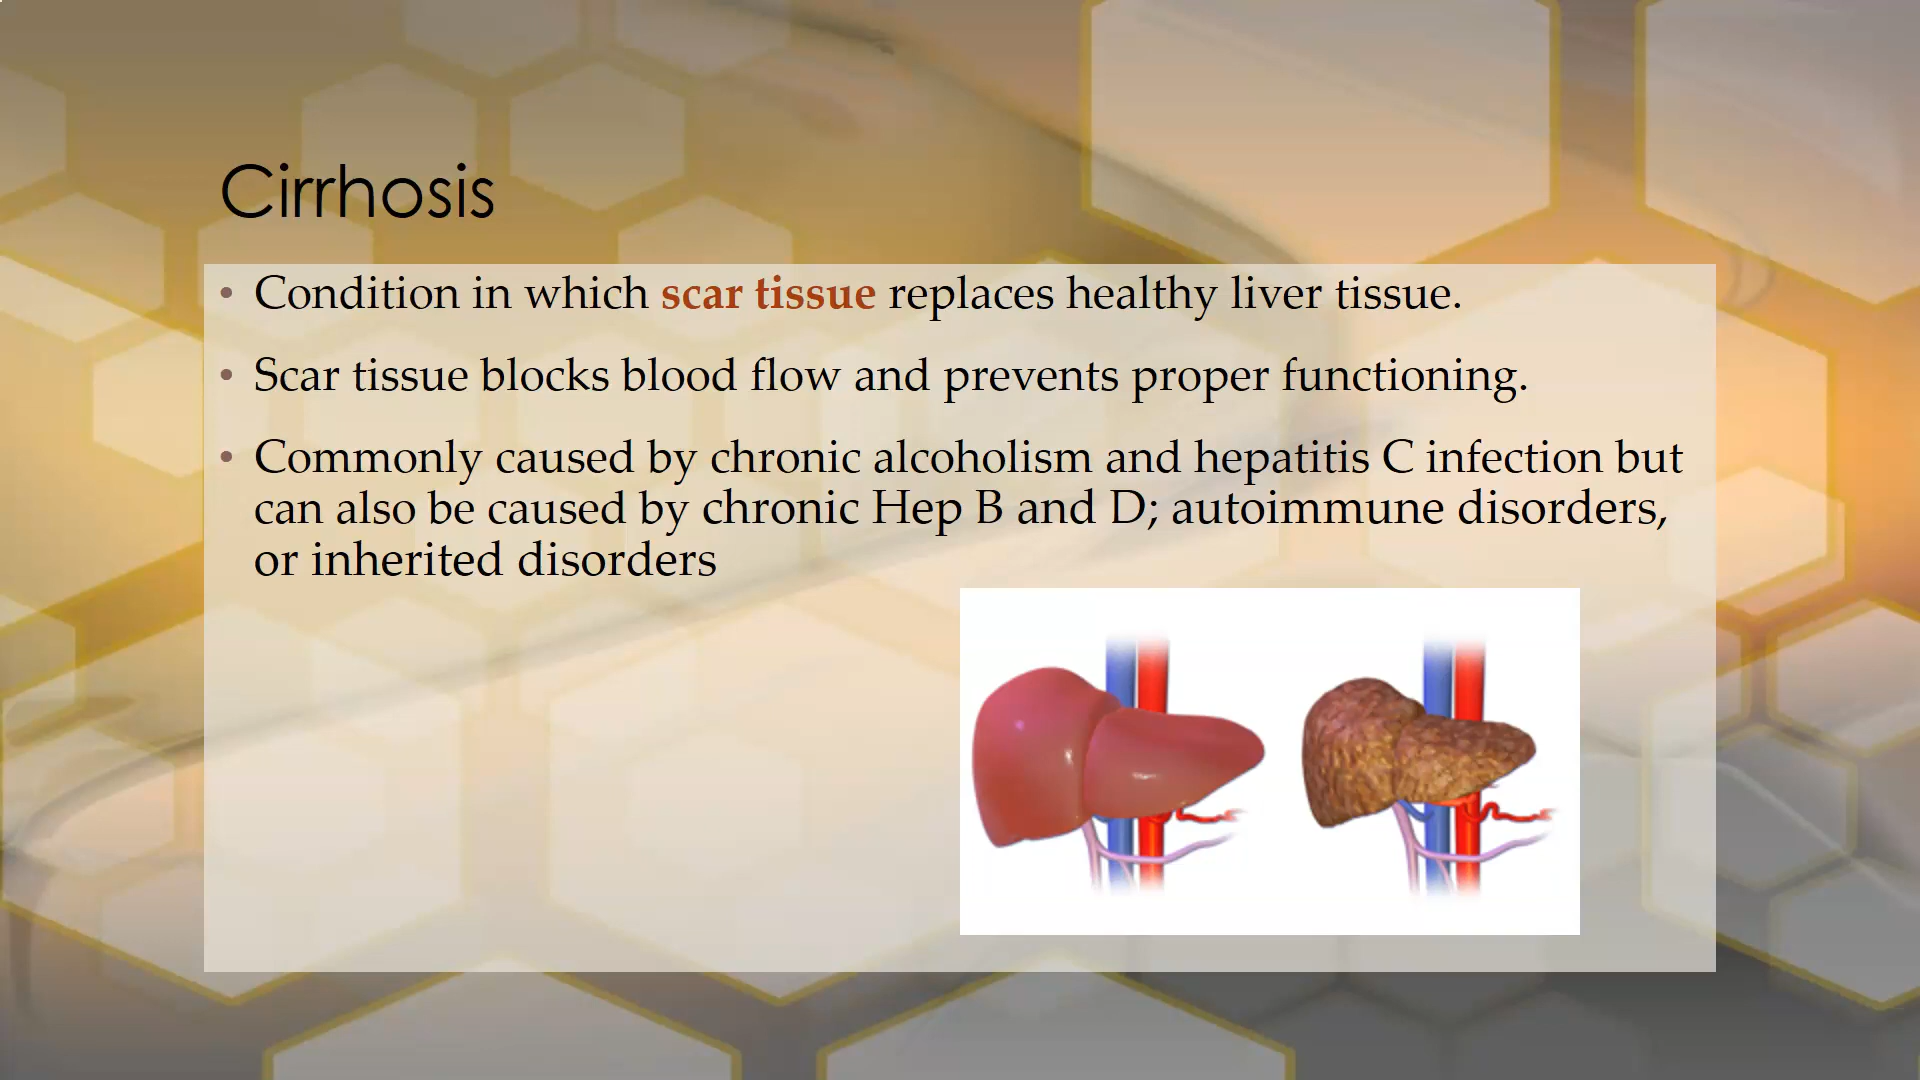 Cirrhosis
• Condition in which scar tissue replaces healthy liver tissue.
• Scar tissue blocks blood flow and prevents proper functioning.
• Commonly caused by chronic alcoholism and hepatitis C infection but
can also be caused by chronic Hep B and D; autoimmune disorders,
or inherited disorders